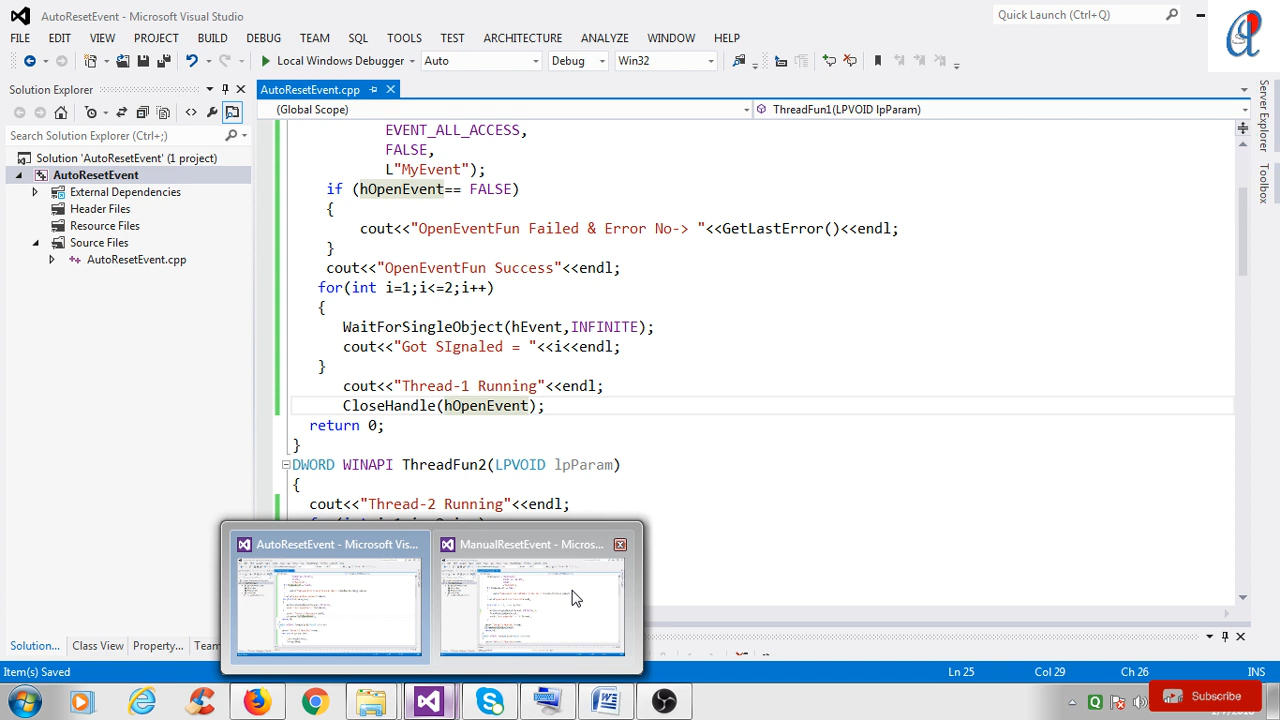 AutoResetEvent - Microsoft Visual Studio
Quick Launch (Ctrl+Q)
FILE EDIT VIEW PROJECT BUILD DEBUG TEAM SQL TOOLS TEST ARCHITECTURE ANALYZE WINDOW HELP
Local Windows Debugger Auto Debug Win32
Solution Explorer
AutoResetEvent.cpp
(Global Scope)
ThreadFun1(LPVOID lpParam)
Search Solution Explorer (Ctrl+;)
Solution 'AutoResetEvent' (1 project)
AutoResetEvent
External Dependencies
Header Files
Resource Files
Source Files
AutoResetEvent.cpp
EVENT_ALL_ACCESS,
FALSE,
L"MyEvent");
if (hOpenEvent== FALSE)
{
cout<<"OpenEventFun Failed & Error No-> "<<GetLastError()<<endl;
}
cout<<"OpenEventFun Success"<<endl;
for(int i=1;i<=2;i++)
{
WaitForSingleObject(hEvent,INFINITE);
cout<<"Got SIgnaled = "<<i<<endl;
}
cout<<"Thread-1 Running"<<endl;
CloseHandle(hOpenEvent);
return 0;
}
DWORD WINAPI ThreadFun2(LPVOID lpParam)
{
cout<<"Thread-2 Running"<<endl;
Server Explorer
Toolbox
AutoResetEvent - Microsoft Vis...
ManualResetEvent - Micros...
Solution... Class View Property... Team
Item(s) Saved
Ln 25 Col 29 Ch 26 INS
Subscribe